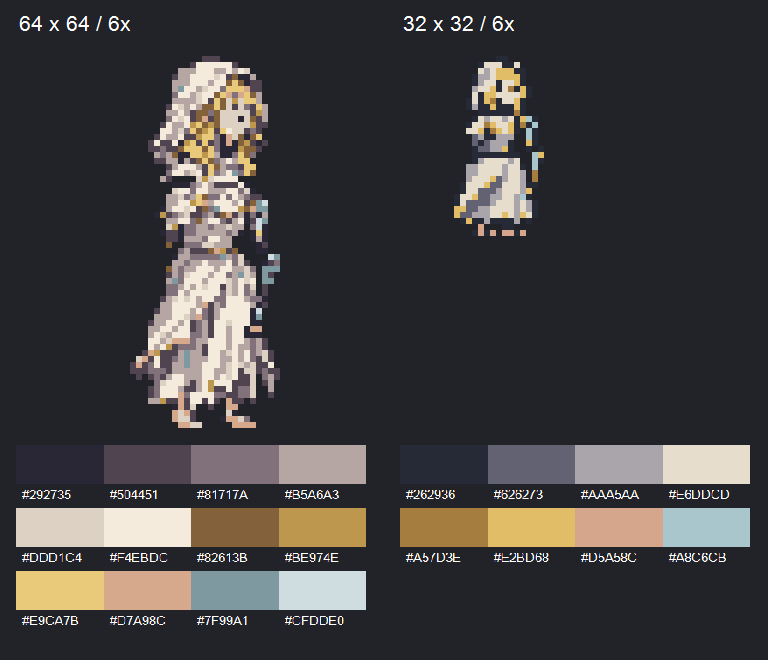 64 x 64 / 6x
32 x 32 / 6x
#292735 #504451 #81717A #B5A6A3
#262936 #626273 #AAA5AA #E6DDCD
#DDD1C4 #F4EBDC #82613B #BE974E
#A57D3E #E2BD68 #D5A58C #A8C6CB
#E9CA7B #D7A98C #7F99A1 #CFDDE0